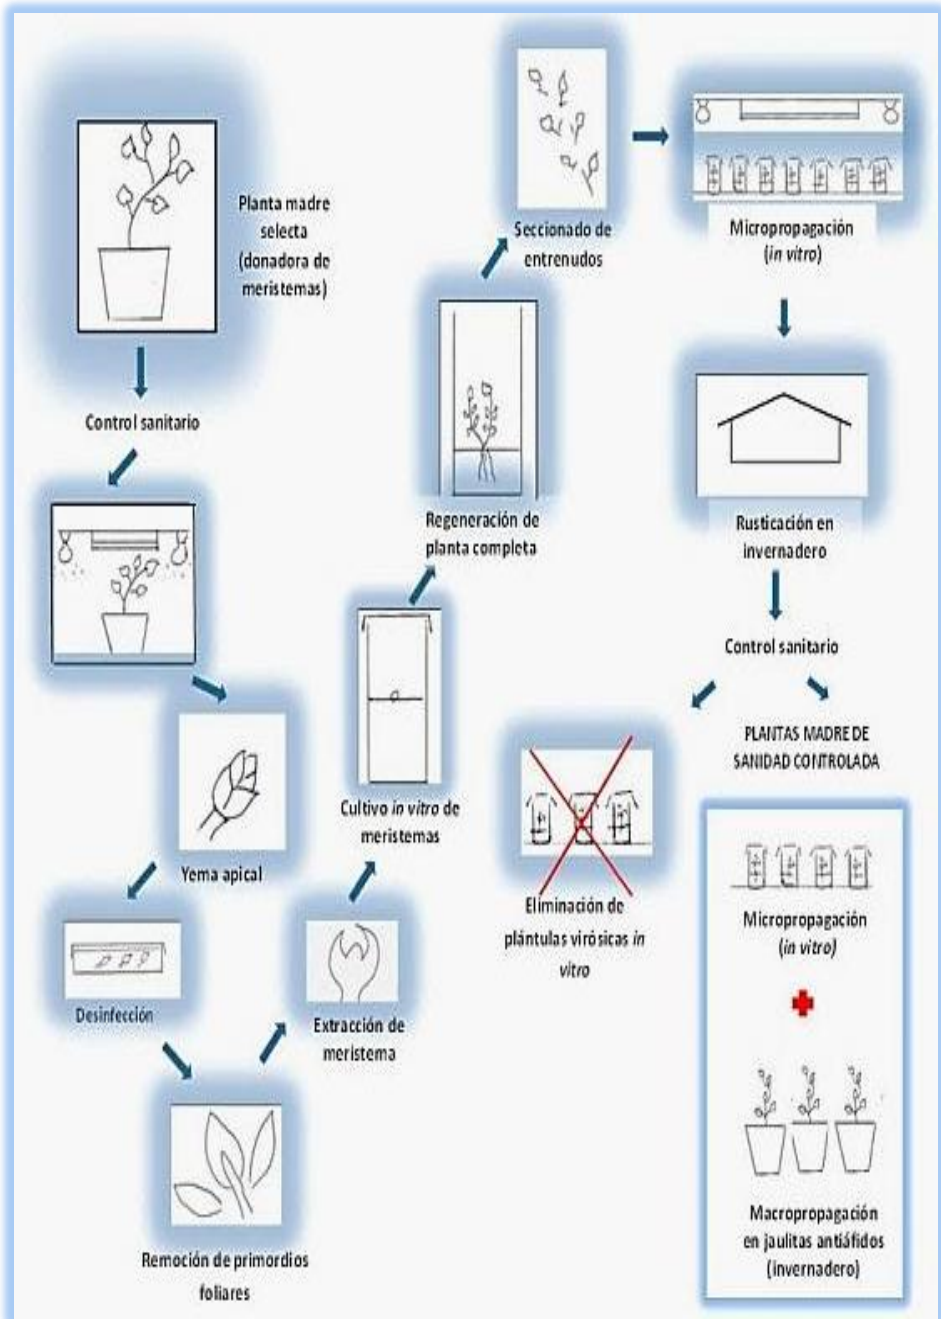 Planta madre
selecta
(donadora de
meristemas)
Control sanitario
Yema apical
Desinfección
Remoción de primordios
foliares
Extracción de
meristema
Cultivo in vitro de
meristemas
Regeneración de
planta completa
Seccionado de
entrenudos
Micropropagación
(in vitro)
Rusticación en
invernadero
Control sanitario
Eliminación de
plántulas virósicas in
vitro
PLANTAS MADRE DE
SANIDAD CONTROLADA
Micropropagación
(in vitro)
Macropropagación
en jaulitas antiáfidos
(invernadero)